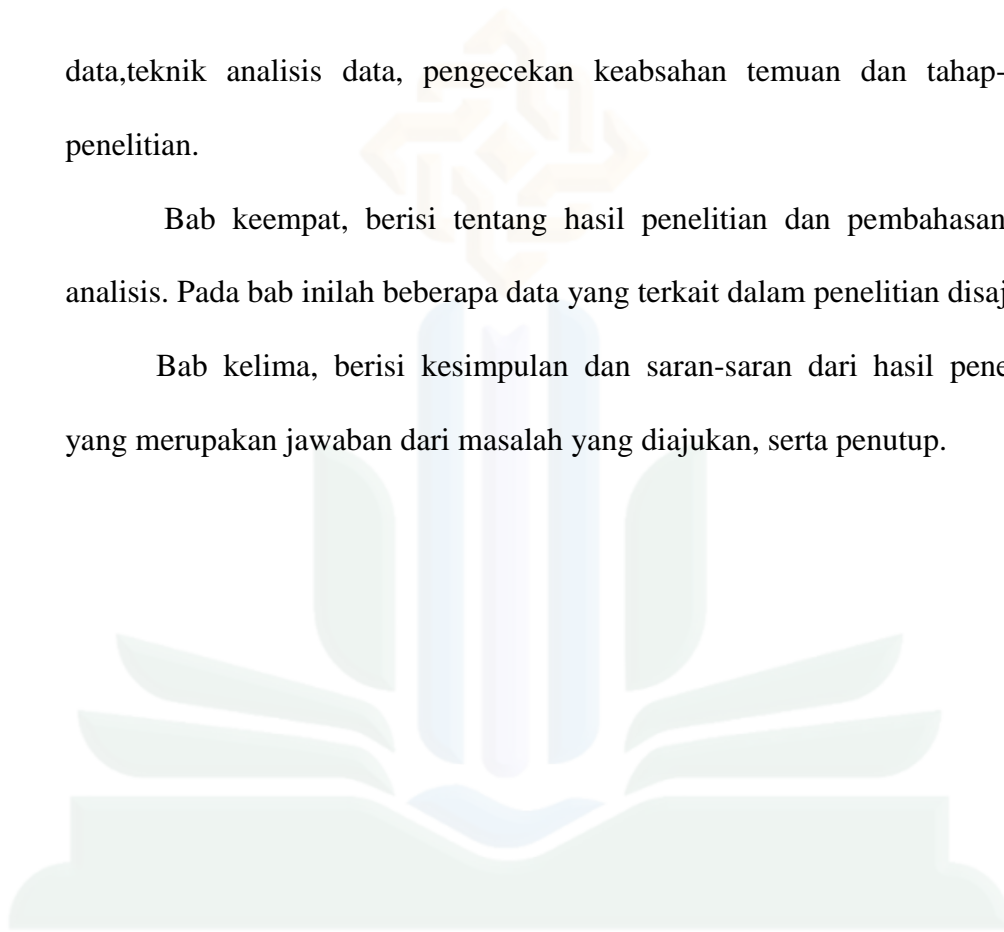 data,teknik analisis data, pengecekan keabsahan temuan dan tahap-
penelitian.
Bab keempat, berisi tentang hasil penelitian dan pembahasan
analisis. Pada bab inilah beberapa data yang terkait dalam penelitian disaj
Bab kelima, berisi kesimpulan dan saran-saran dari hasil pene
yang merupakan jawaban dari masalah yang diajukan, serta penutup.